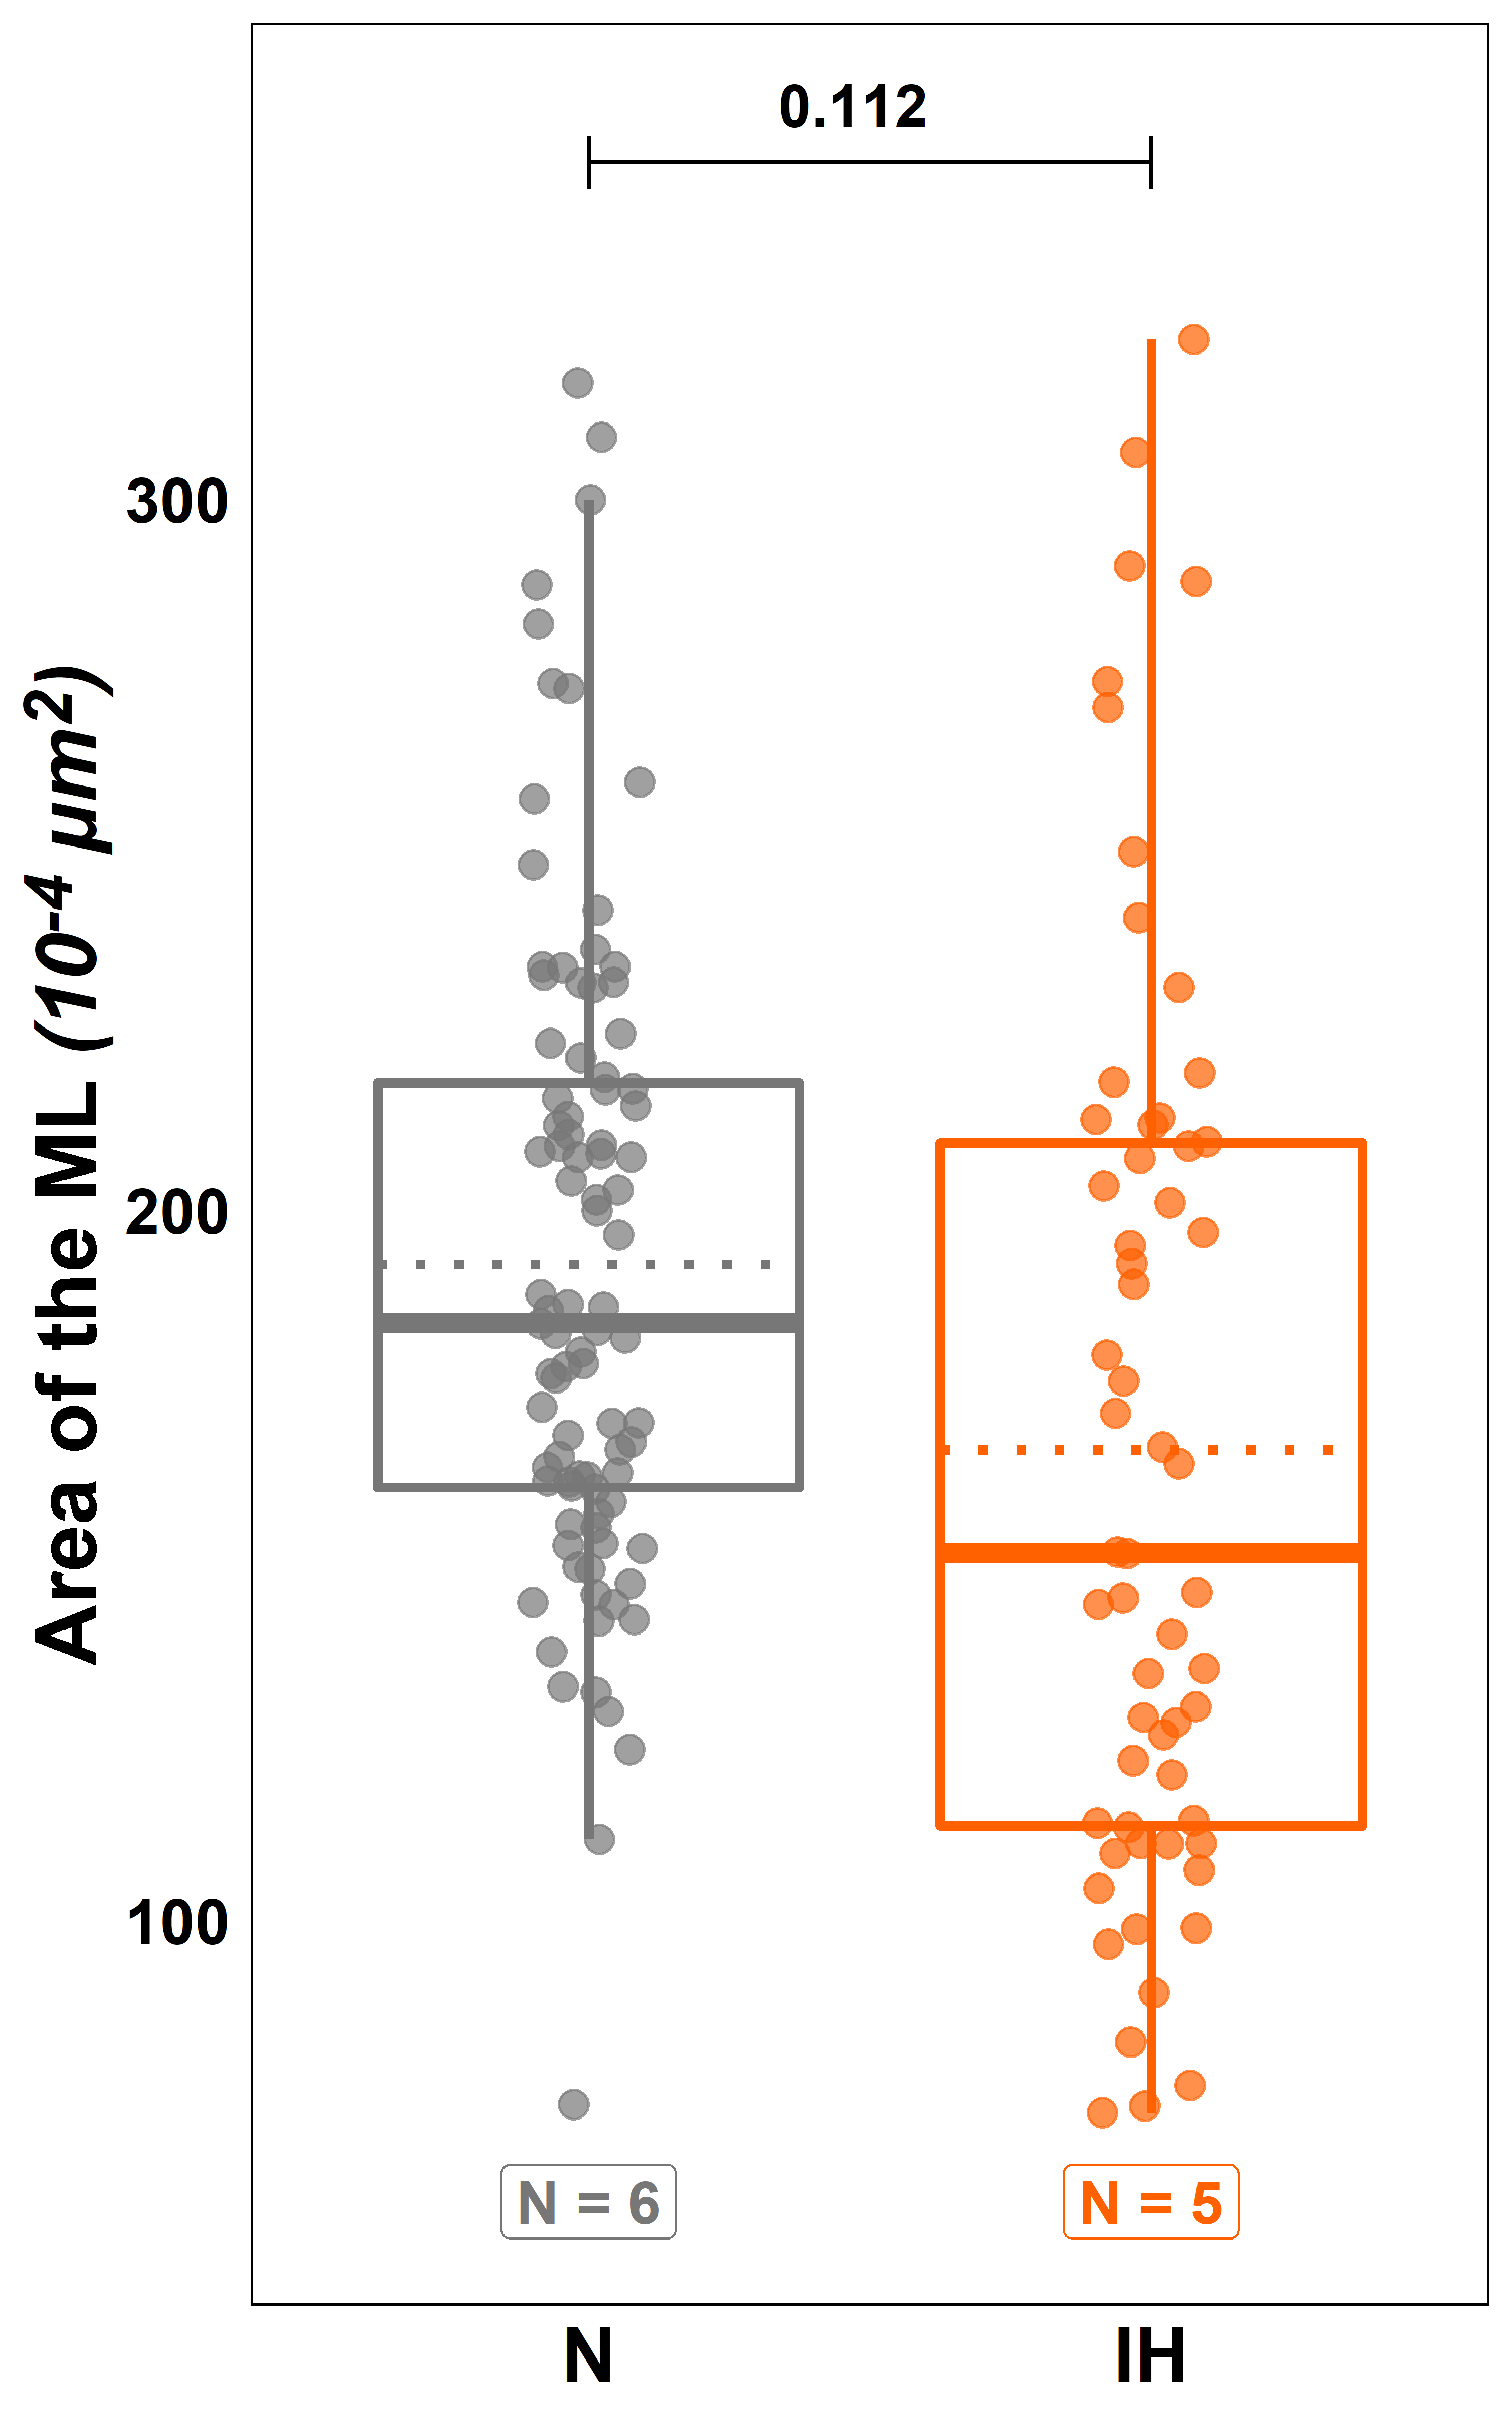 0.112
300
200
100
Area of the ML (10⁻⁴ µm²)
N = 6
N = 5
N
IH